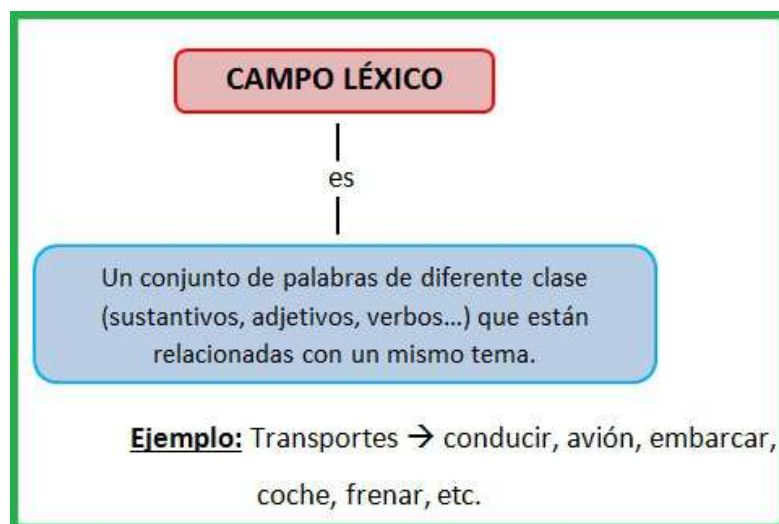 CAMPO LÉXICO
es
Un conjunto de palabras de diferente clase
(sustantivos, adjetivos, verbos...) que están
relacionadas con un mismo tema.
Ejemplo: Transportes → conducir, avión, embarcar,
coche, frenar, etc.